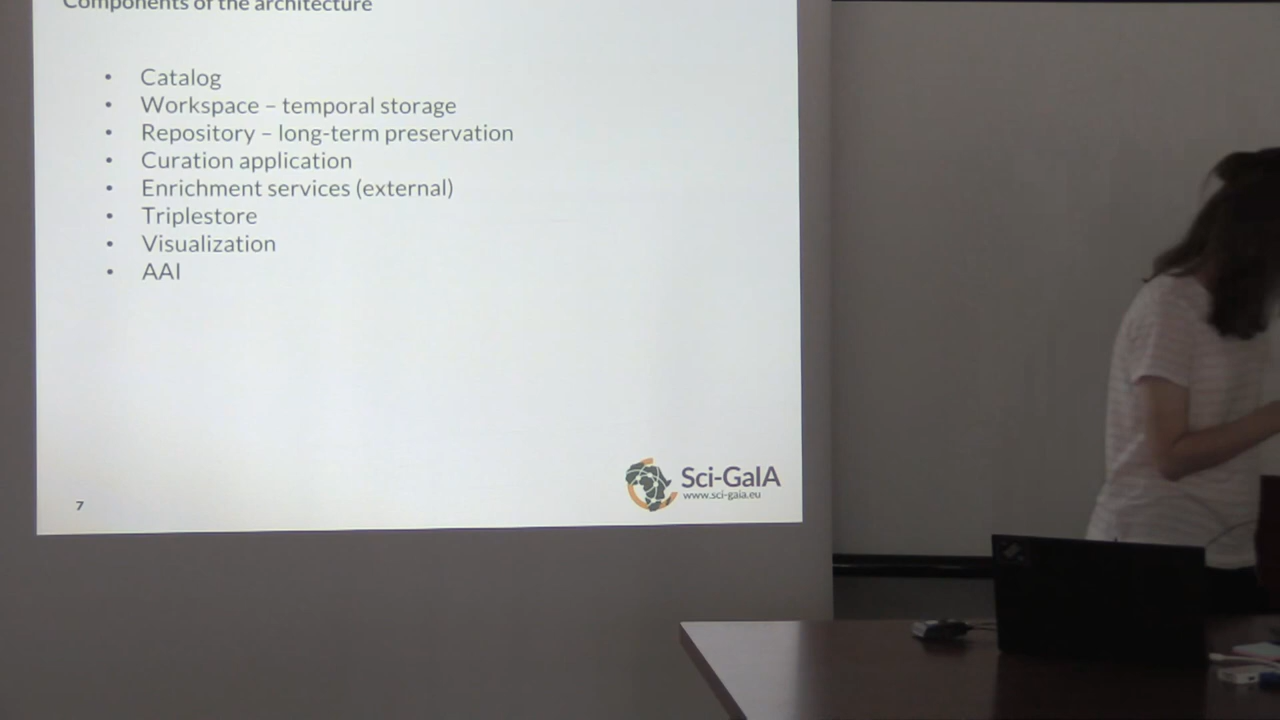 Components of the architecture
• Catalog
• Workspace – temporal storage
• Repository – long-term preservation
• Curation application
• Enrichment services (external)
• Triplestore
• Visualization
• AAI
7
Sci-GaIA
www.sci-gaia.eu